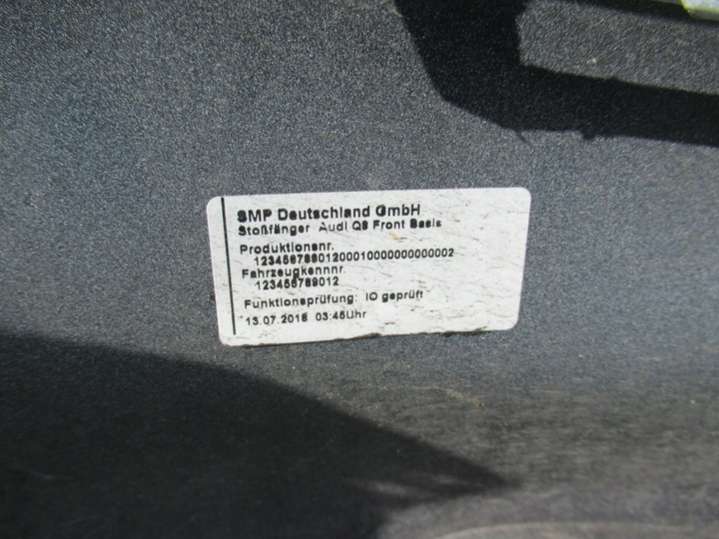 SMP Deutschland GmbH
Stoßfänger Audi Q8 Front Basis
Produktionsnr.
12345678901200010000000000002
Fahrzeugkennnr.
123456789012
Funktionsprüfung: IO geprüft
13.07.2018 03:45Uhr